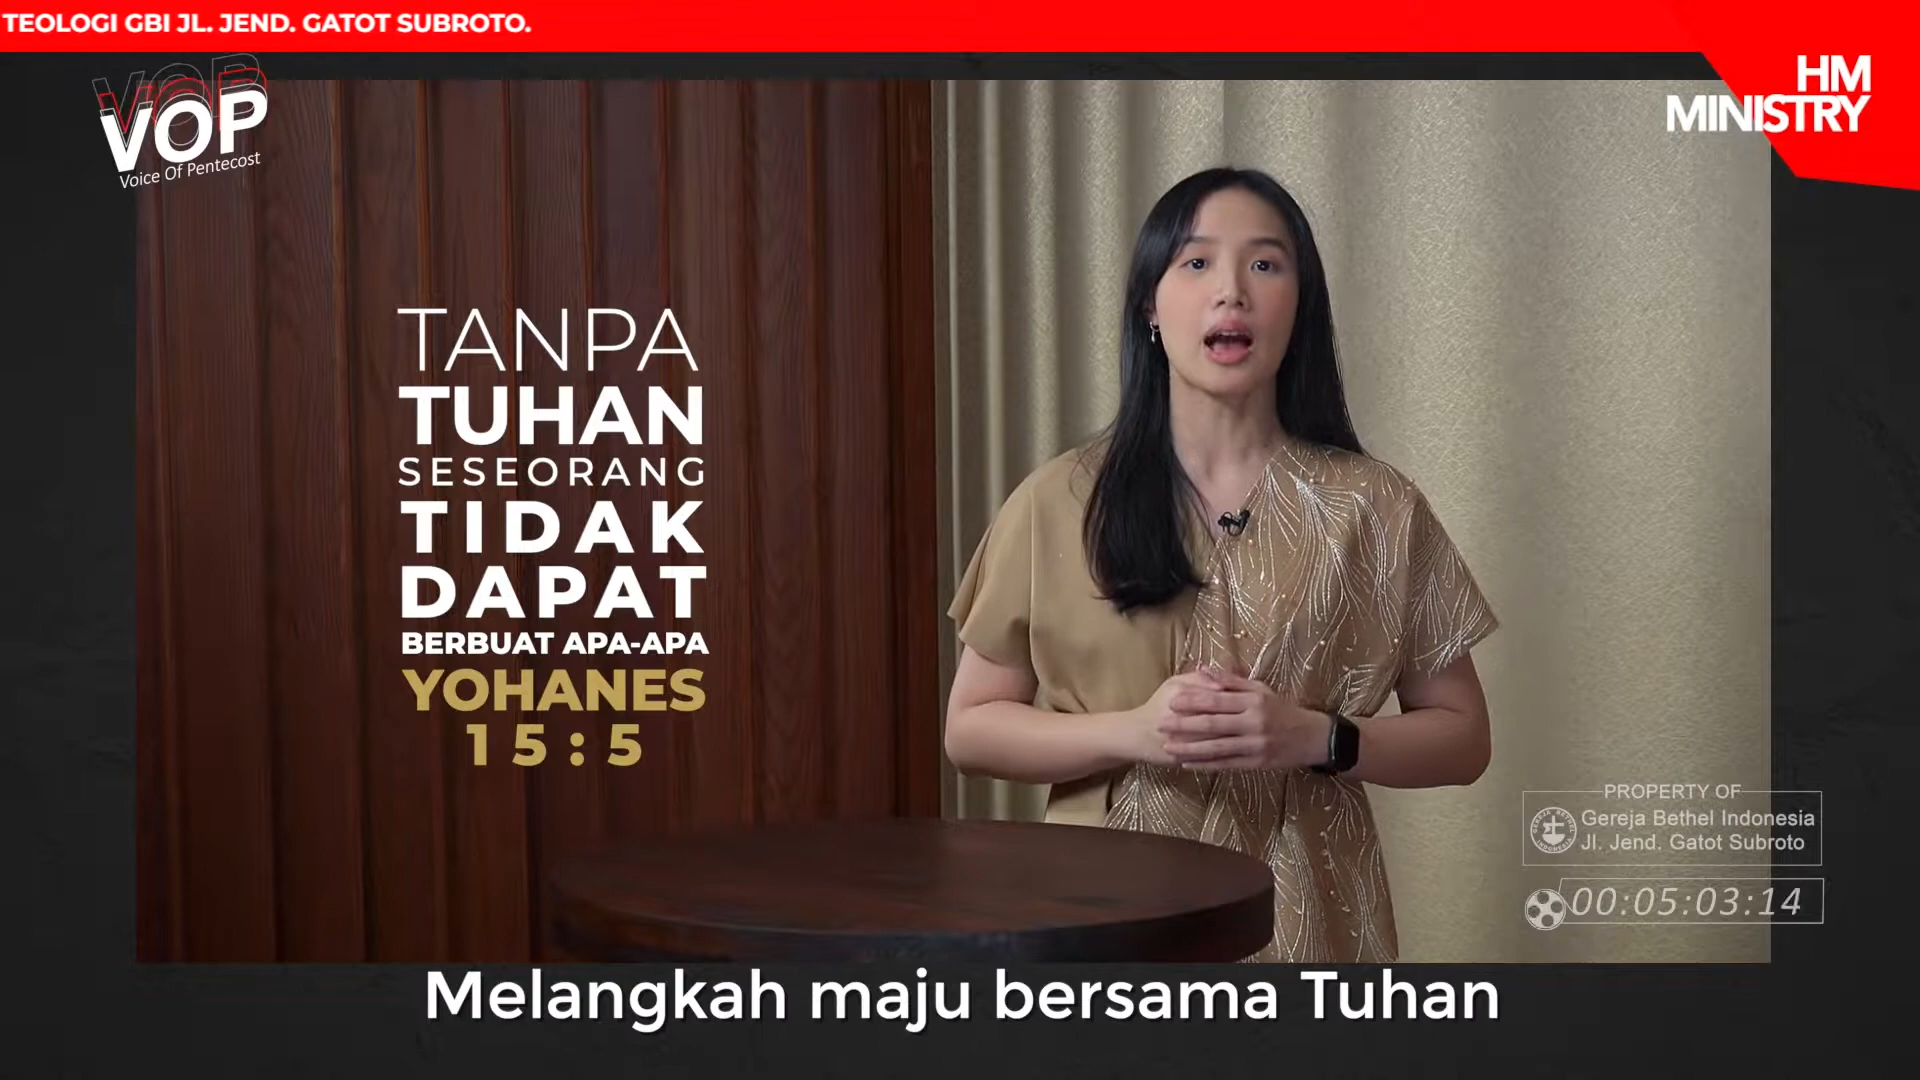 TEOLOGI GBI JL. JEND. GATOT SUBROTO.
VOP
VOP
Voice Of Pentecost
HM
MINISTRY
TANPA
TUHAN
SESEORANG
TIDAK
DAPAT
BERBUAT APA-APA
YOHANES
15:5
PROPERTY OF
Gereja Bethel Indonesia
Jl. Jend. Gatot Subroto
00:05:03:14
Melangkah maju bersama Tuhan